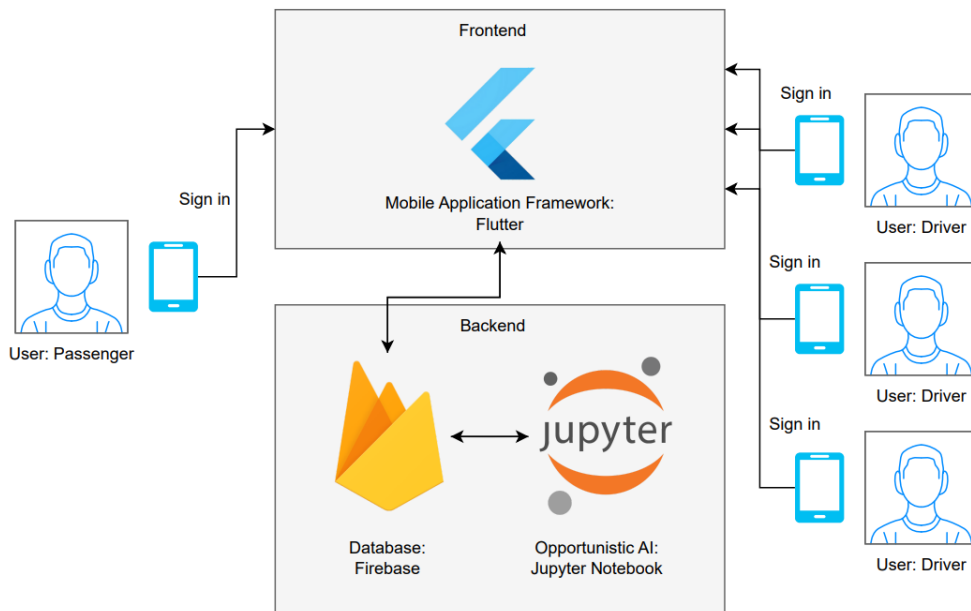 Frontend
Mobile Application Framework:
Flutter
Sign in
User: Passenger
Sign in
User: Driver
Sign in
User: Driver
Sign in
User: Driver
Backend
jupyter
Database:
Firebase
Opportunistic AI:
Jupyter Notebook